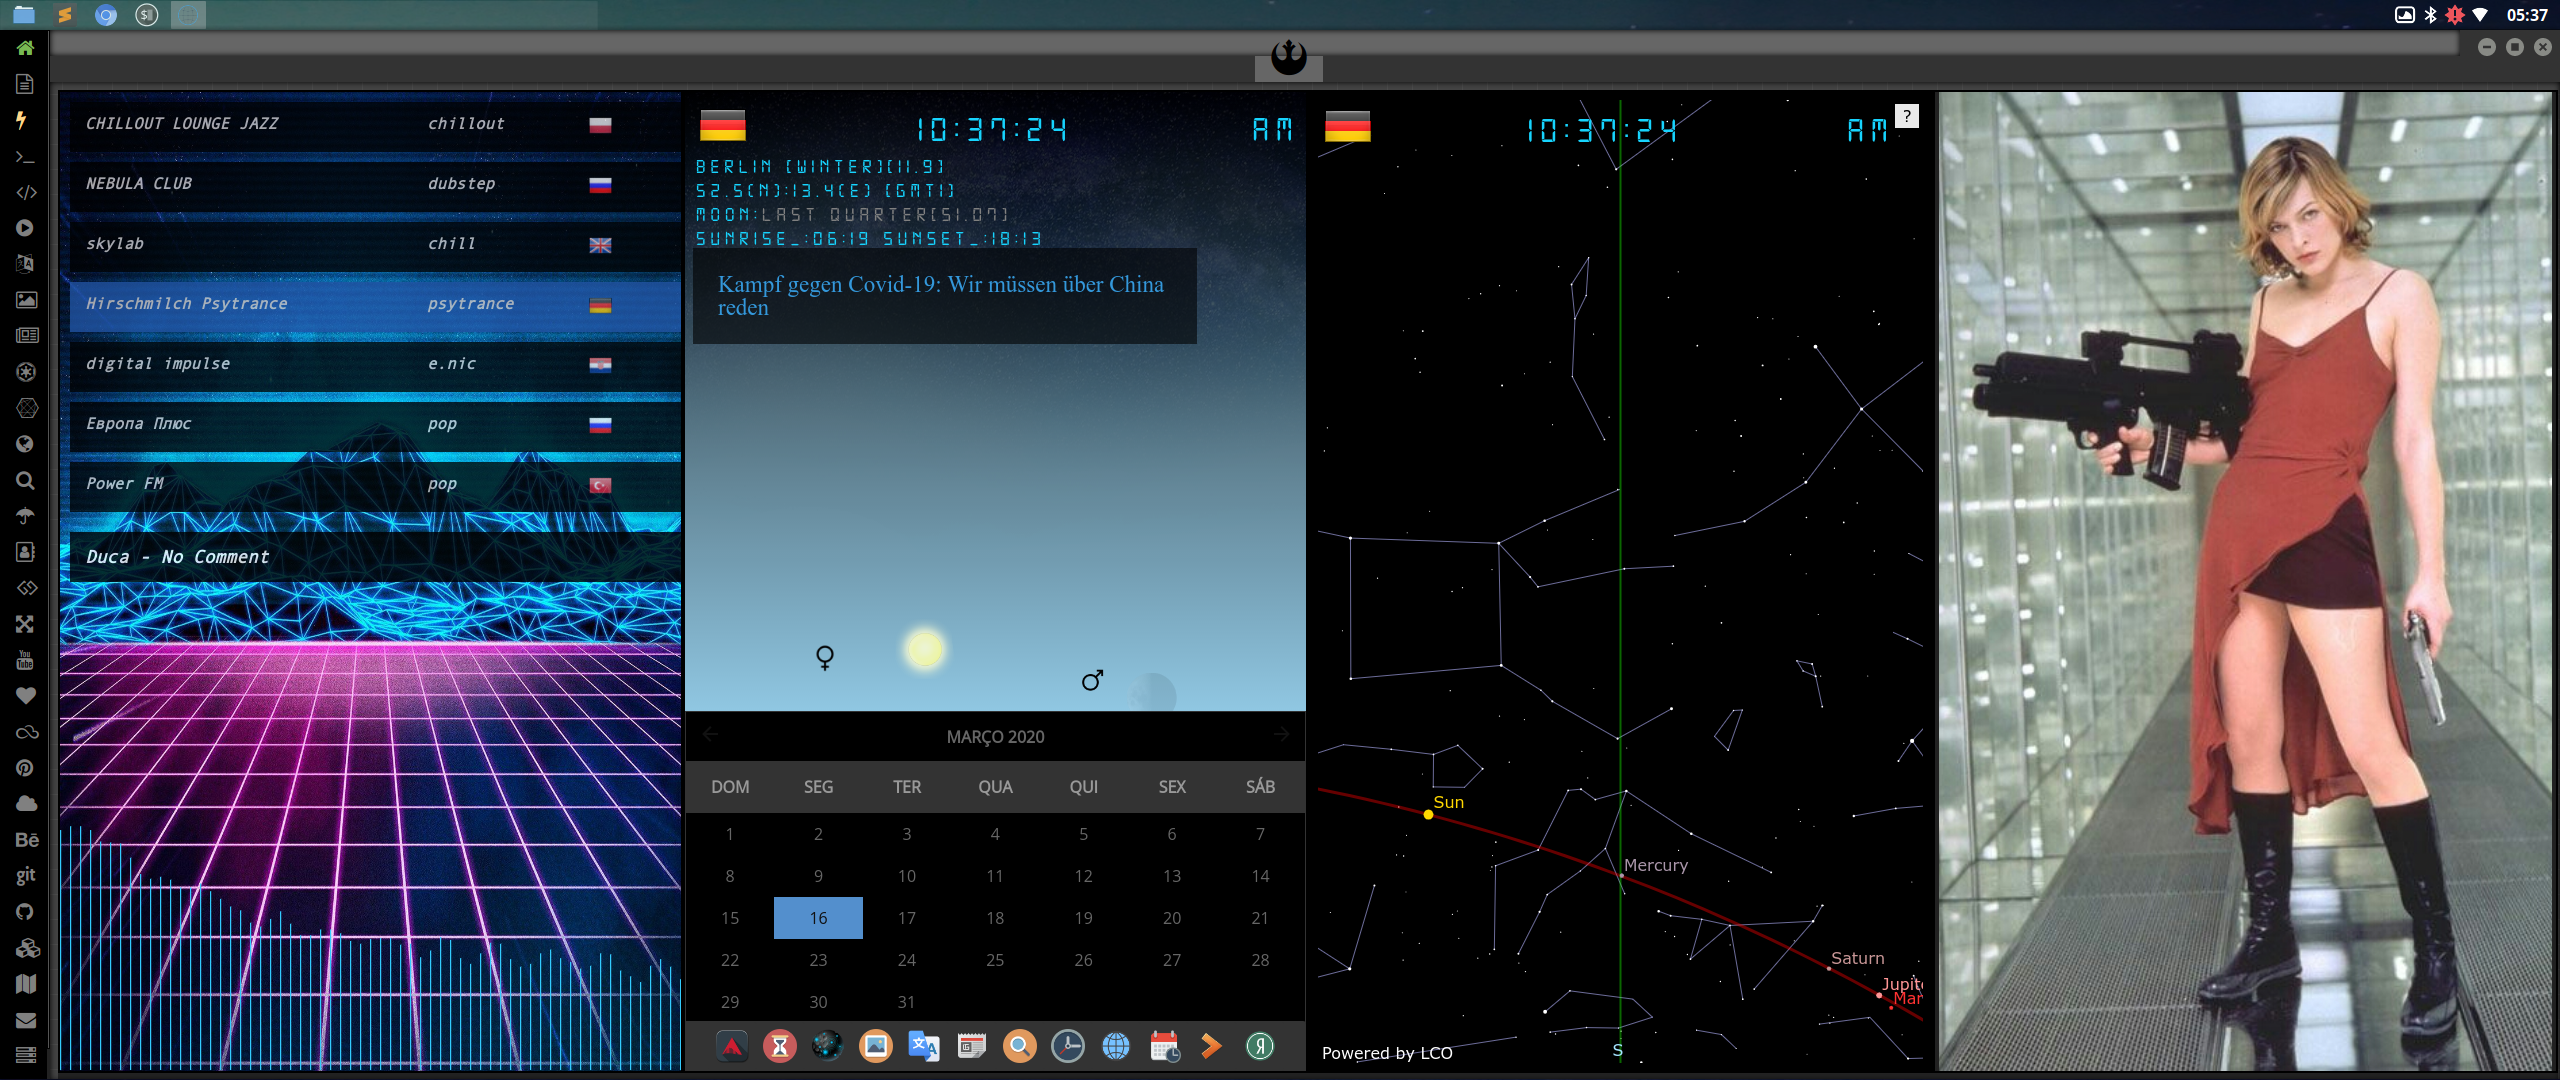 05:37
CHILLOUT LOUNGE JAZZ chillout
NEBULA CLUB dubstep
skylab chill
Hirschmilch Psytrance psytrance
digital impulse e.nic
Европа Плюс pop
Power FM pop
Duca - No Comment
You
Tube
Bē
git
10:37:24 AM
BERLIN [WINTER][11.9]
52.5(N):13.4(E) [GMT1]
MOON:LAST QUARTER[51.07]
SUNRISE_:06:19 SUNSET_:18:13
Kampf gegen Covid-19: Wir müssen über China
reden
MARÇO 2020
DOM SEG TER QUA QUI SEX SÁB
1 2 3 4 5 6 7
8 9 10 11 12 13 14
15 16 17 18 19 20 21
22 23 24 25 26 27 28
29 30 31
10:37:24 AM
?
Sun
Mercury
Saturn
Jupite
Mar
S
Powered by LCO